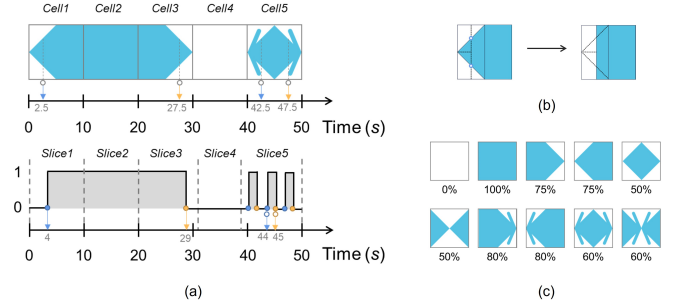 Cell1 Cell2 Cell3 Cell4 Cell5
2.5 27.5 42.5 47.5
0 10 20 30 40 50 Time (s)
Slice1 Slice2 Slice3 Slice4 Slice5
1
0
4 29 44 45
0 10 20 30 40 50 Time (s)
(a)
(b)
0% 100% 75% 75% 50%
50% 80% 80% 60% 60%
(c)